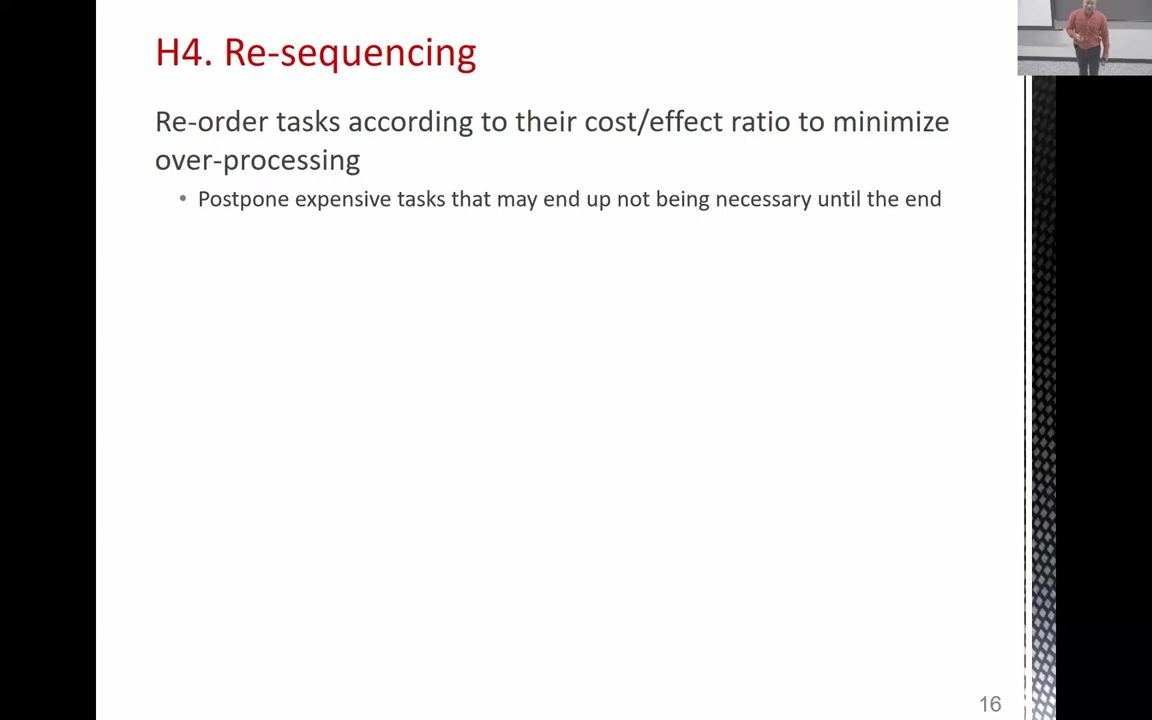 H4. Re-sequencing
Re-order tasks according to their cost/effect ratio to minimize
over-processing
• Postpone expensive tasks that may end up not being necessary until the end
16